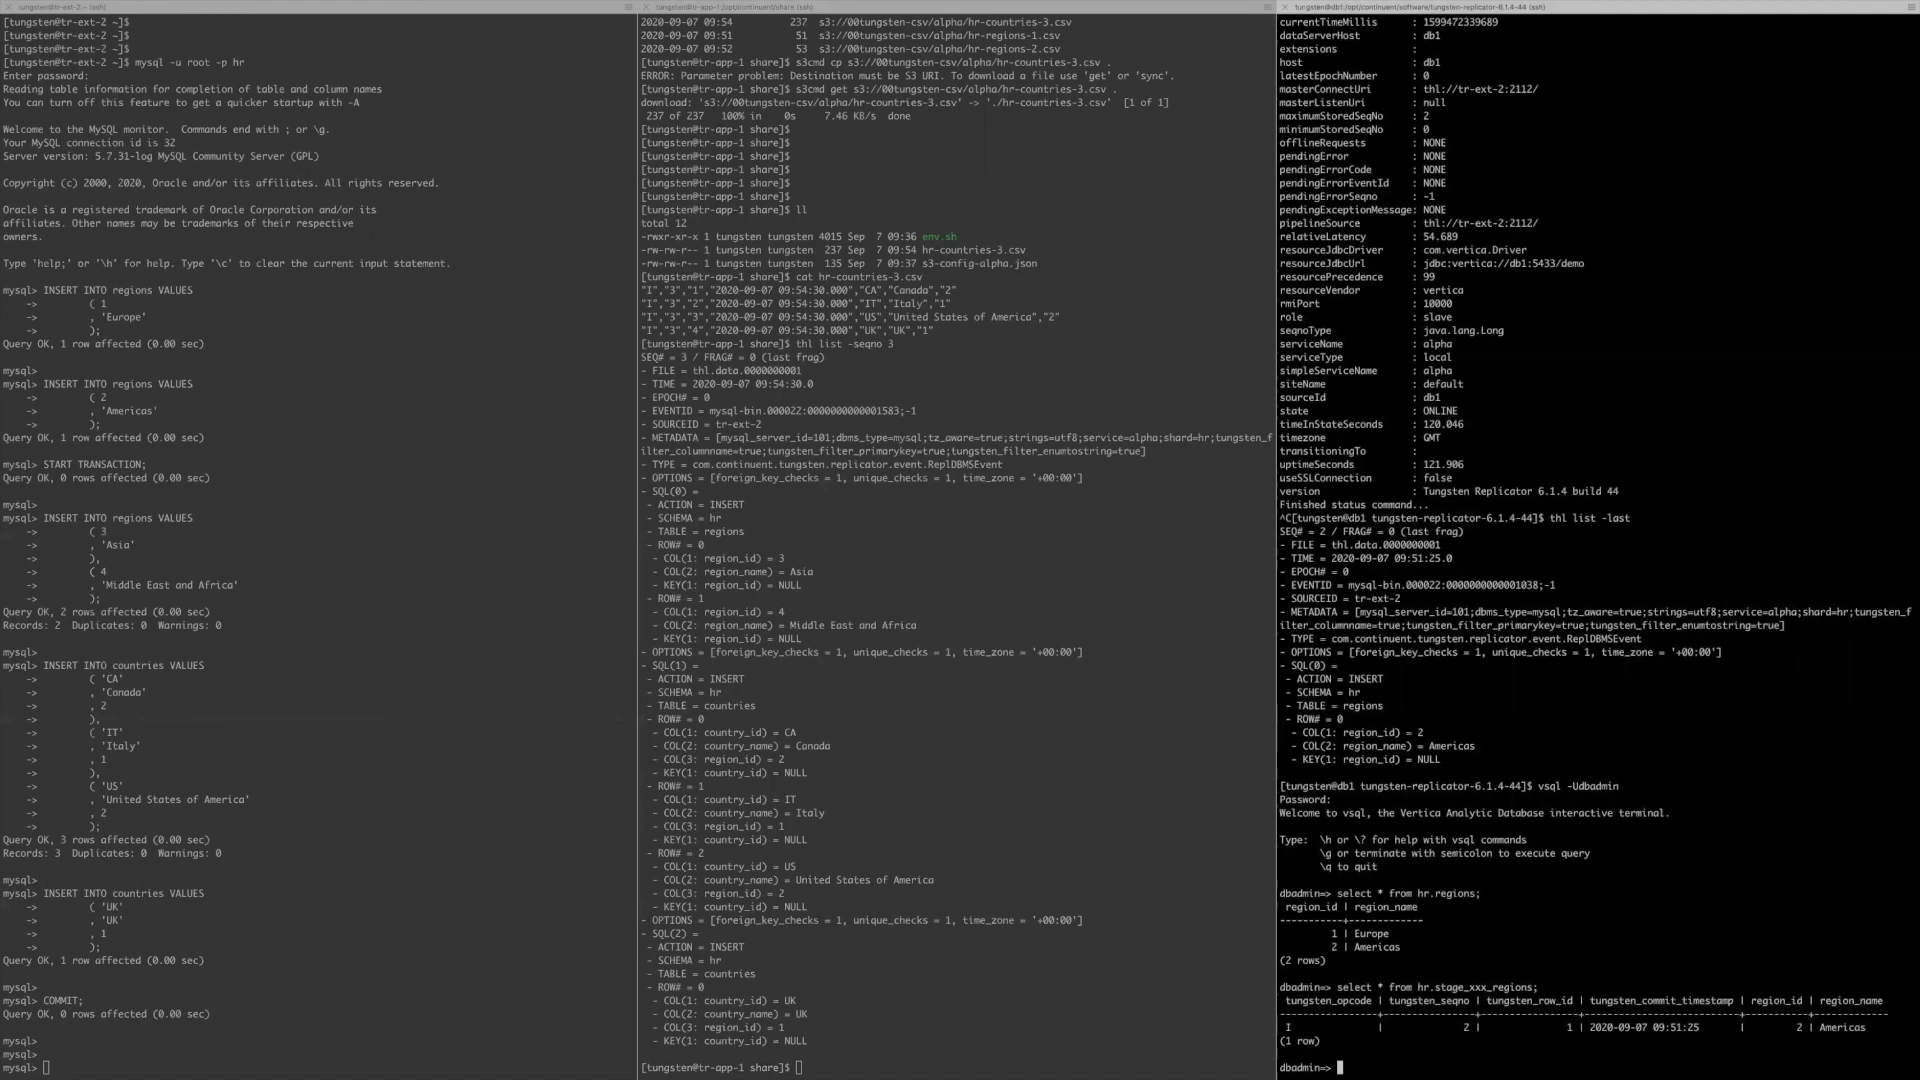 tungsten@tr-ext-2:~ (ssh)
[tungsten@tr-ext-2 ~]$
[tungsten@tr-ext-2 ~]$
[tungsten@tr-ext-2 ~]$
[tungsten@tr-ext-2 ~]$ mysql -u root -p hr
Enter password:
Reading table information for completion of table and column names
You can turn off this feature to get a quicker startup with -A
Welcome to the MySQL monitor.  Commands end with ; or \g.
Your MySQL connection id is 32
Server version: 5.7.31-log MySQL Community Server (GPL)
Copyright (c) 2000, 2020, Oracle and/or its affiliates. All rights reserved.
Oracle is a registered trademark of Oracle Corporation and/or its
affiliates. Other names may be trademarks of their respective
owners.
Type 'help;' or '\h' for help. Type '\c' to clear the current input statement.
mysql> INSERT INTO regions VALUES
-> ( 1
-> , 'Europe'
-> );
Query OK, 1 row affected (0.00 sec)
mysql>
mysql> INSERT INTO regions VALUES
-> ( 2
-> , 'Americas'
-> );
Query OK, 1 row affected (0.00 sec)
mysql> START TRANSACTION;
Query OK, 0 rows affected (0.00 sec)
mysql>
mysql> INSERT INTO regions VALUES
-> ( 3
-> , 'Asia'
-> ),
-> ( 4
-> , 'Middle East and Africa'
-> );
Query OK, 2 rows affected (0.00 sec)
Records: 2  Duplicates: 0  Warnings: 0
mysql>
mysql> INSERT INTO countries VALUES
-> ( 'CA'
-> , 'Canada'
-> , 2
-> ),
-> ( 'IT'
-> , 'Italy'
-> , 1
-> ),
-> ( 'US'
-> , 'United States of America'
-> , 2
-> );
Query OK, 3 rows affected (0.00 sec)
Records: 3  Duplicates: 0  Warnings: 0
mysql>
mysql> INSERT INTO countries VALUES
-> ( 'UK'
-> , 'UK'
-> , 1
-> );
Query OK, 1 row affected (0.00 sec)
mysql>
mysql> COMMIT;
Query OK, 0 rows affected (0.00 sec)
mysql>
mysql>
mysql>
tungsten@tr-app-1:/opt/continuent/share (ssh)
2020-09-07 09:54 237 s3://00tungsten-csv/alpha/hr-countries-3.csv
2020-09-07 09:51 51 s3://00tungsten-csv/alpha/hr-regions-1.csv
2020-09-07 09:52 53 s3://00tungsten-csv/alpha/hr-regions-2.csv
[tungsten@tr-app-1 share]$ s3cmd cp s3://00tungsten-csv/alpha/hr-countries-3.csv .
ERROR: Parameter problem: Destination must be S3 URI. To download a file use 'get' or 'sync'.
[tungsten@tr-app-1 share]$ s3cmd get s3://00tungsten-csv/alpha/hr-countries-3.csv .
download: 's3://00tungsten-csv/alpha/hr-countries-3.csv' -> './hr-countries-3.csv'  [1 of 1]
237 of 237 100% in 0s 7.46 KB/s done
[tungsten@tr-app-1 share]$
[tungsten@tr-app-1 share]$
[tungsten@tr-app-1 share]$
[tungsten@tr-app-1 share]$
[tungsten@tr-app-1 share]$
[tungsten@tr-app-1 share]$
[tungsten@tr-app-1 share]$ ll
total 12
-rwxr-xr-x 1 tungsten tungsten 4015 Sep  7 09:36 env.sh
-rw-rw-r-- 1 tungsten tungsten  237 Sep  7 09:54 hr-countries-3.csv
-rw-rw-r-- 1 tungsten tungsten  135 Sep  7 09:37 s3-config-alpha.json
[tungsten@tr-app-1 share]$ cat hr-countries-3.csv
"I","3","1","2020-09-07 09:54:30.000","CA","Canada","2"
"I","3","2","2020-09-07 09:54:30.000","IT","Italy","1"
"I","3","3","2020-09-07 09:54:30.000","US","United States of America","2"
"I","3","4","2020-09-07 09:54:30.000","UK","UK","1"
[tungsten@tr-app-1 share]$ thl list -seqno 3
SEQ# = 3 / FRAG# = 0 (last frag)
- FILE = thl.data.0000000001
- TIME = 2020-09-07 09:54:30.0
- EPOCH# = 0
- EVENTID = mysql-bin.000022:0000000000001583;-1
- SOURCEID = tr-ext-2
- METADATA = [mysql_server_id=101;dbms_type=mysql;tz_aware=true;strings=utf8;service=alpha;shard=hr;tungsten_f
ilter_columnname=true;tungsten_filter_primarykey=true;tungsten_filter_enumtostring=true]
- TYPE = com.continuent.tungsten.replicator.event.ReplDBMSEvent
- OPTIONS = [foreign_key_checks = 1, unique_checks = 1, time_zone = '+00:00']
- SQL(0) =
- ACTION = INSERT
- SCHEMA = hr
- TABLE = regions
- ROW# = 0
- COL(1: region_id) = 3
- COL(2: region_name) = Asia
- KEY(1: region_id) = NULL
- ROW# = 1
- COL(1: region_id) = 4
- COL(2: region_name) = Middle East and Africa
- KEY(1: region_id) = NULL
- OPTIONS = [foreign_key_checks = 1, unique_checks = 1, time_zone = '+00:00']
- SQL(1) =
- ACTION = INSERT
- SCHEMA = hr
- TABLE = countries
- ROW# = 0
- COL(1: country_id) = CA
- COL(2: country_name) = Canada
- COL(3: region_id) = 2
- KEY(1: country_id) = NULL
- ROW# = 1
- COL(1: country_id) = IT
- COL(2: country_name) = Italy
- COL(3: region_id) = 1
- KEY(1: country_id) = NULL
- ROW# = 2
- COL(1: country_id) = US
- COL(2: country_name) = United States of America
- COL(3: region_id) = 2
- KEY(1: country_id) = NULL
- OPTIONS = [foreign_key_checks = 1, unique_checks = 1, time_zone = '+00:00']
- SQL(2) =
- ACTION = INSERT
- SCHEMA = hr
- TABLE = countries
- ROW# = 0
- COL(1: country_id) = UK
- COL(2: country_name) = UK
- COL(3: region_id) = 1
- KEY(1: country_id) = NULL
[tungsten@tr-app-1 share]$
tungsten@db1:/opt/continuent/software/tungsten-replicator-6.1.4-44 (ssh)
currentTimeMillis : 1599472339689
dataServerHost : db1
extensions :
host : db1
latestEpochNumber : 0
masterConnectUri : thl://tr-ext-2:2112/
masterListenUri : null
maximumStoredSeqNo : 2
minimumStoredSeqNo : 0
offlineRequests : NONE
pendingError : NONE
pendingErrorCode : NONE
pendingErrorEventId : NONE
pendingErrorSeqno : -1
pendingExceptionMessage: NONE
pipelineSource : thl://tr-ext-2:2112/
relativeLatency : 54.689
resourceJdbcDriver : com.vertica.Driver
resourceJdbcUrl : jdbc:vertica://db1:5433/demo
resourcePrecedence : 99
resourceVendor : vertica
rmiPort : 10000
role : slave
seqnoType : java.lang.Long
serviceName : alpha
serviceType : local
simpleServiceName : alpha
siteName : default
sourceId : db1
state : ONLINE
timeInStateSeconds : 120.046
timezone : GMT
transitioningTo :
uptimeSeconds : 121.906
useSSLConnection : false
version : Tungsten Replicator 6.1.4 build 44
Finished status command...
^C[tungsten@db1 tungsten-replicator-6.1.4-44]$ thl list -last
SEQ# = 2 / FRAG# = 0 (last frag)
- FILE = thl.data.0000000001
- TIME = 2020-09-07 09:51:25.0
- EPOCH# = 0
- EVENTID = mysql-bin.000022:0000000000001038;-1
- SOURCEID = tr-ext-2
- METADATA = [mysql_server_id=101;dbms_type=mysql;tz_aware=true;strings=utf8;service=alpha;shard=hr;tungsten_f
ilter_columnname=true;tungsten_filter_primarykey=true;tungsten_filter_enumtostring=true]
- TYPE = com.continuent.tungsten.replicator.event.ReplDBMSEvent
- OPTIONS = [foreign_key_checks = 1, unique_checks = 1, time_zone = '+00:00']
- SQL(0) =
- ACTION = INSERT
- SCHEMA = hr
- TABLE = regions
- ROW# = 0
- COL(1: region_id) = 2
- COL(2: region_name) = Americas
- KEY(1: region_id) = NULL
[tungsten@db1 tungsten-replicator-6.1.4-44]$ vsql -Udbadmin
Password:
Welcome to vsql, the Vertica Analytic Database interactive terminal.
Type:  \h or \? for help with vsql commands
\g or terminate with semicolon to execute query
\q to quit
dbadmin=> select * from hr.regions;
region_id | region_name
-----------+-------------
1 | Europe
2 | Americas
(2 rows)
dbadmin=> select * from hr.stage_xxx_regions;
tungsten_opcode | tungsten_seqno | tungsten_row_id | tungsten_commit_timestamp | region_id | region_name
-----------------+----------------+-----------------+---------------------------+-----------+-------------
I | 2 | 1 | 2020-09-07 09:51:25 | 2 | Americas
(1 row)
dbadmin=>